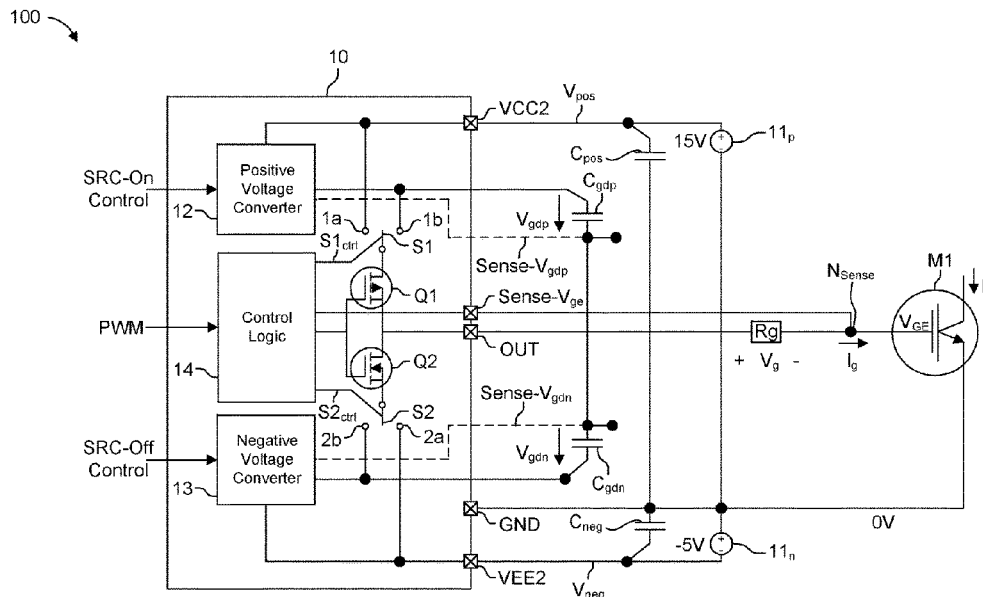 100
10
VCC2
Vpos
15V
11p
Cpos
Cgdp
SRC-On
Control
12
Positive
Voltage
Converter
1a
1b
S1
S1ctrl
Vgdp
Sense-Vgdp
Q1
Sense-Vge
NSense
M1
I
PWM
Control
Logic
14
OUT
Rg
VGE
+ Vg -
Ig
Q2
S2ctrl
S2
Sense-Vgdn
2b
2a
SRC-Off
Control
13
Negative
Voltage
Converter
Vgdn
Cgdn
GND
Cneg
0V
-5V
11n
VEE2
Vneg